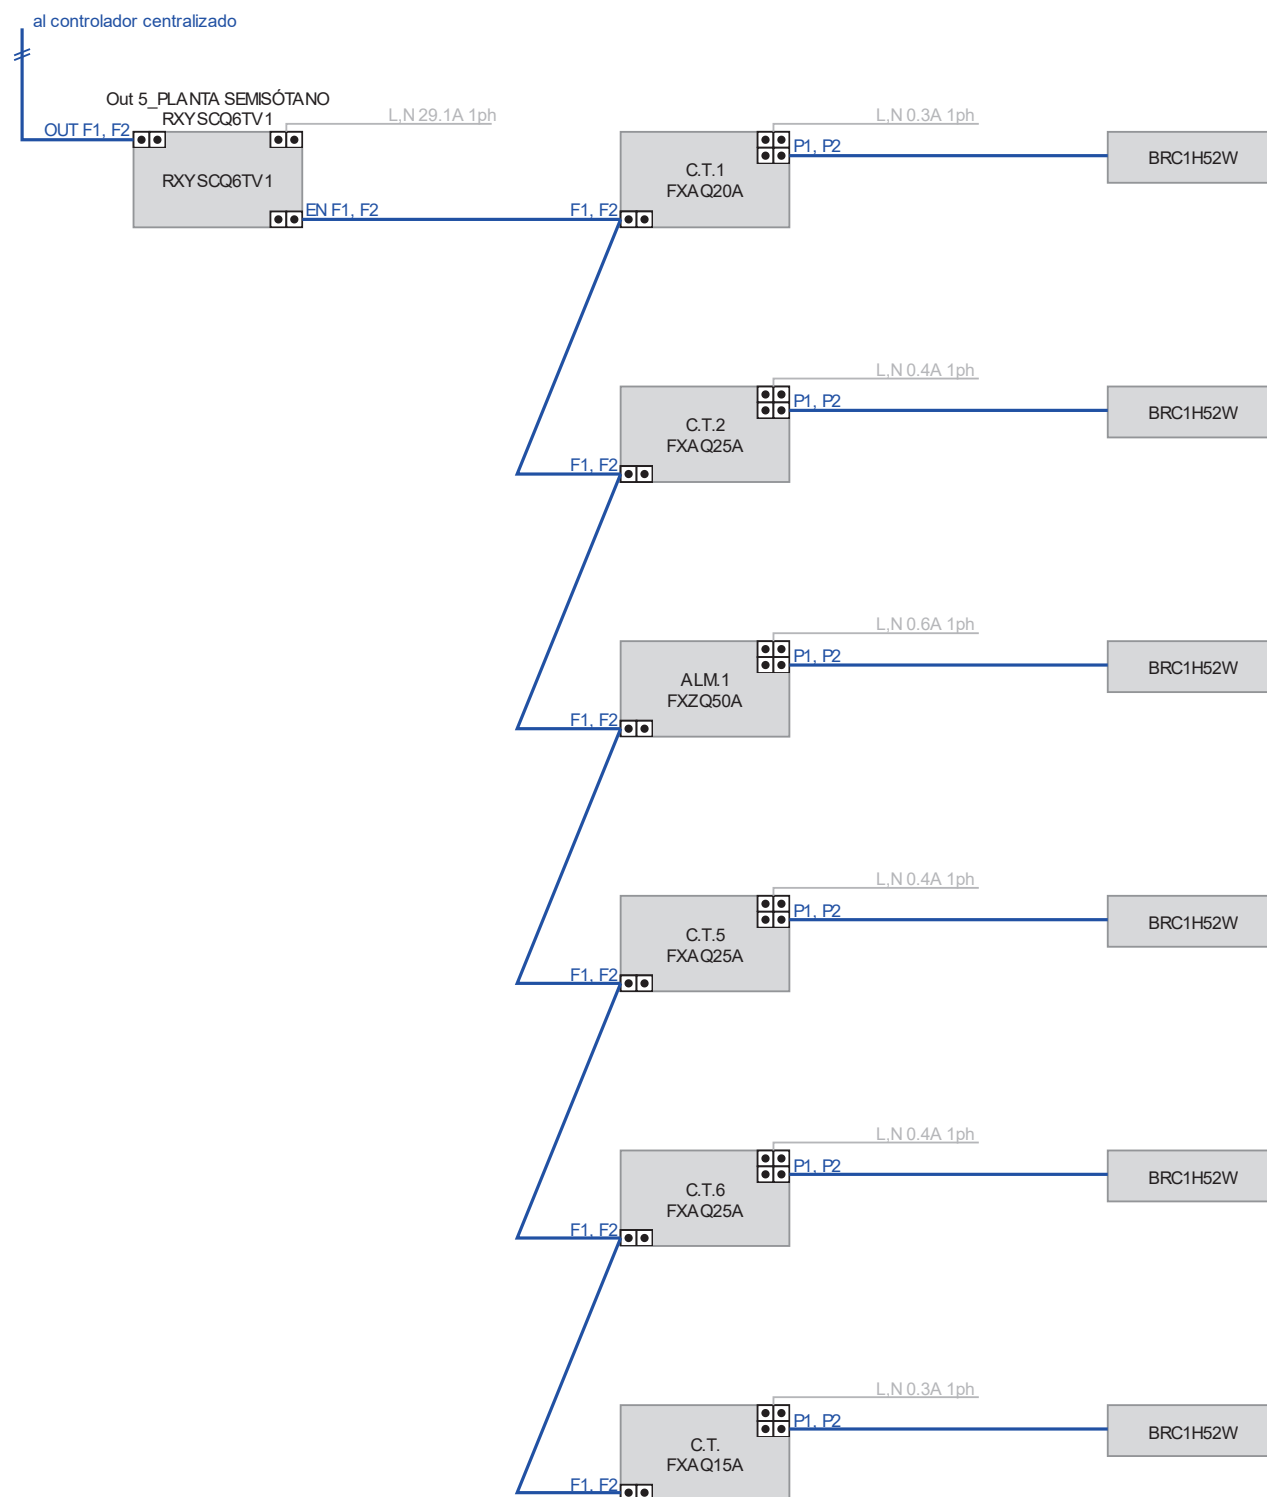 al controlador centralizado
Out 5_PLANTA SEMISÓTANO
RXYSCQ6TV1
L,N 29.1A 1ph
OUT F1, F2
RXYSCQ6TV1
EN F1, F2
L,N 0.3A 1ph
P1, P2
C.T.1
FXAQ20A
F1, F2
BRC1H52W
L,N 0.4A 1ph
P1, P2
C.T.2
FXAQ25A
F1, F2
BRC1H52W
L,N 0.6A 1ph
P1, P2
ALM.1
FXZQ50A
F1, F2
BRC1H52W
L,N 0.4A 1ph
P1, P2
C.T.5
FXAQ25A
F1, F2
BRC1H52W
L,N 0.4A 1ph
P1, P2
C.T.6
FXAQ25A
F1, F2
BRC1H52W
L,N 0.3A 1ph
P1, P2
C.T.
FXAQ15A
F1, F2
BRC1H52W